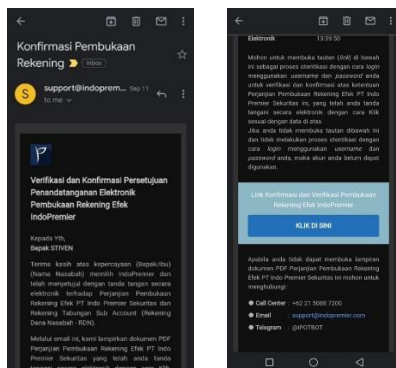 Konfirmasi Pembukaan
Rekening
Inbox
S
support@indoprem... Sep 11
to me
P
Verifikasi dan Konfirmasi Persetujuan
Penandatanganan Elektronik
Pembukaan Rekening Efek
IndoPremier
Kepada Yth,
Bapak STIVEN
Terima kasih atas kepercayaan (Bapak/Ibu)
(Nama Nasabah) memilih IndoPremier dan
telah menyetujui dengan tanda tangan secara
elektronik terhadap Perjanjian Pembukaan
Rekening Efek PT Indo Premier Sekuritas dan
Rekening Tabungan Sub Account (Rekening
Dana Nasabah - RDN).
Melalui email ini, kami lampirkan dokumen PDF
Perjanjian Pembukaan Rekening Efek PT Indo
Premier Sekuritas yang telah anda tanda
tangani secara elektronik dengan cara Klik
Elektronik 13:39:50
Mohon untuk membuka tautan (link) di bawah
ini sebagai proses otentikasi dengan cara login
menggunakan username dan password anda
untuk verifikasi dan konfirmasi atas ketentuan
Perjanjian Pembukaan Rekening Efek PT Indo
Premier Sekuritas ini, yang telah anda tanda
tangani secara elektronik dengan cara Klik
sesuai dengan data di atas.
Jika anda tidak membuka tautan dibawah ini
dan tidak melakukan proses otentikasi dengan
cara login menggunakan username dan
password anda, maka akun anda belum dapat
digunakan.
Link Konfirmasi dan Verifikasi Pembukaan
Rekening Efek IndoPremier
KLIK DI SINI
Apabila anda tidak dapat membuka lampiran
dokumen PDF Perjanjian Pembukaan Rekening
Efek PT Indo Premier Sekuritas ini mohon untuk
menghubungi :
● Call Center : +62 21 5088 7200
● Email : support@indopremier.com
● Telegram : @IPOTBOT